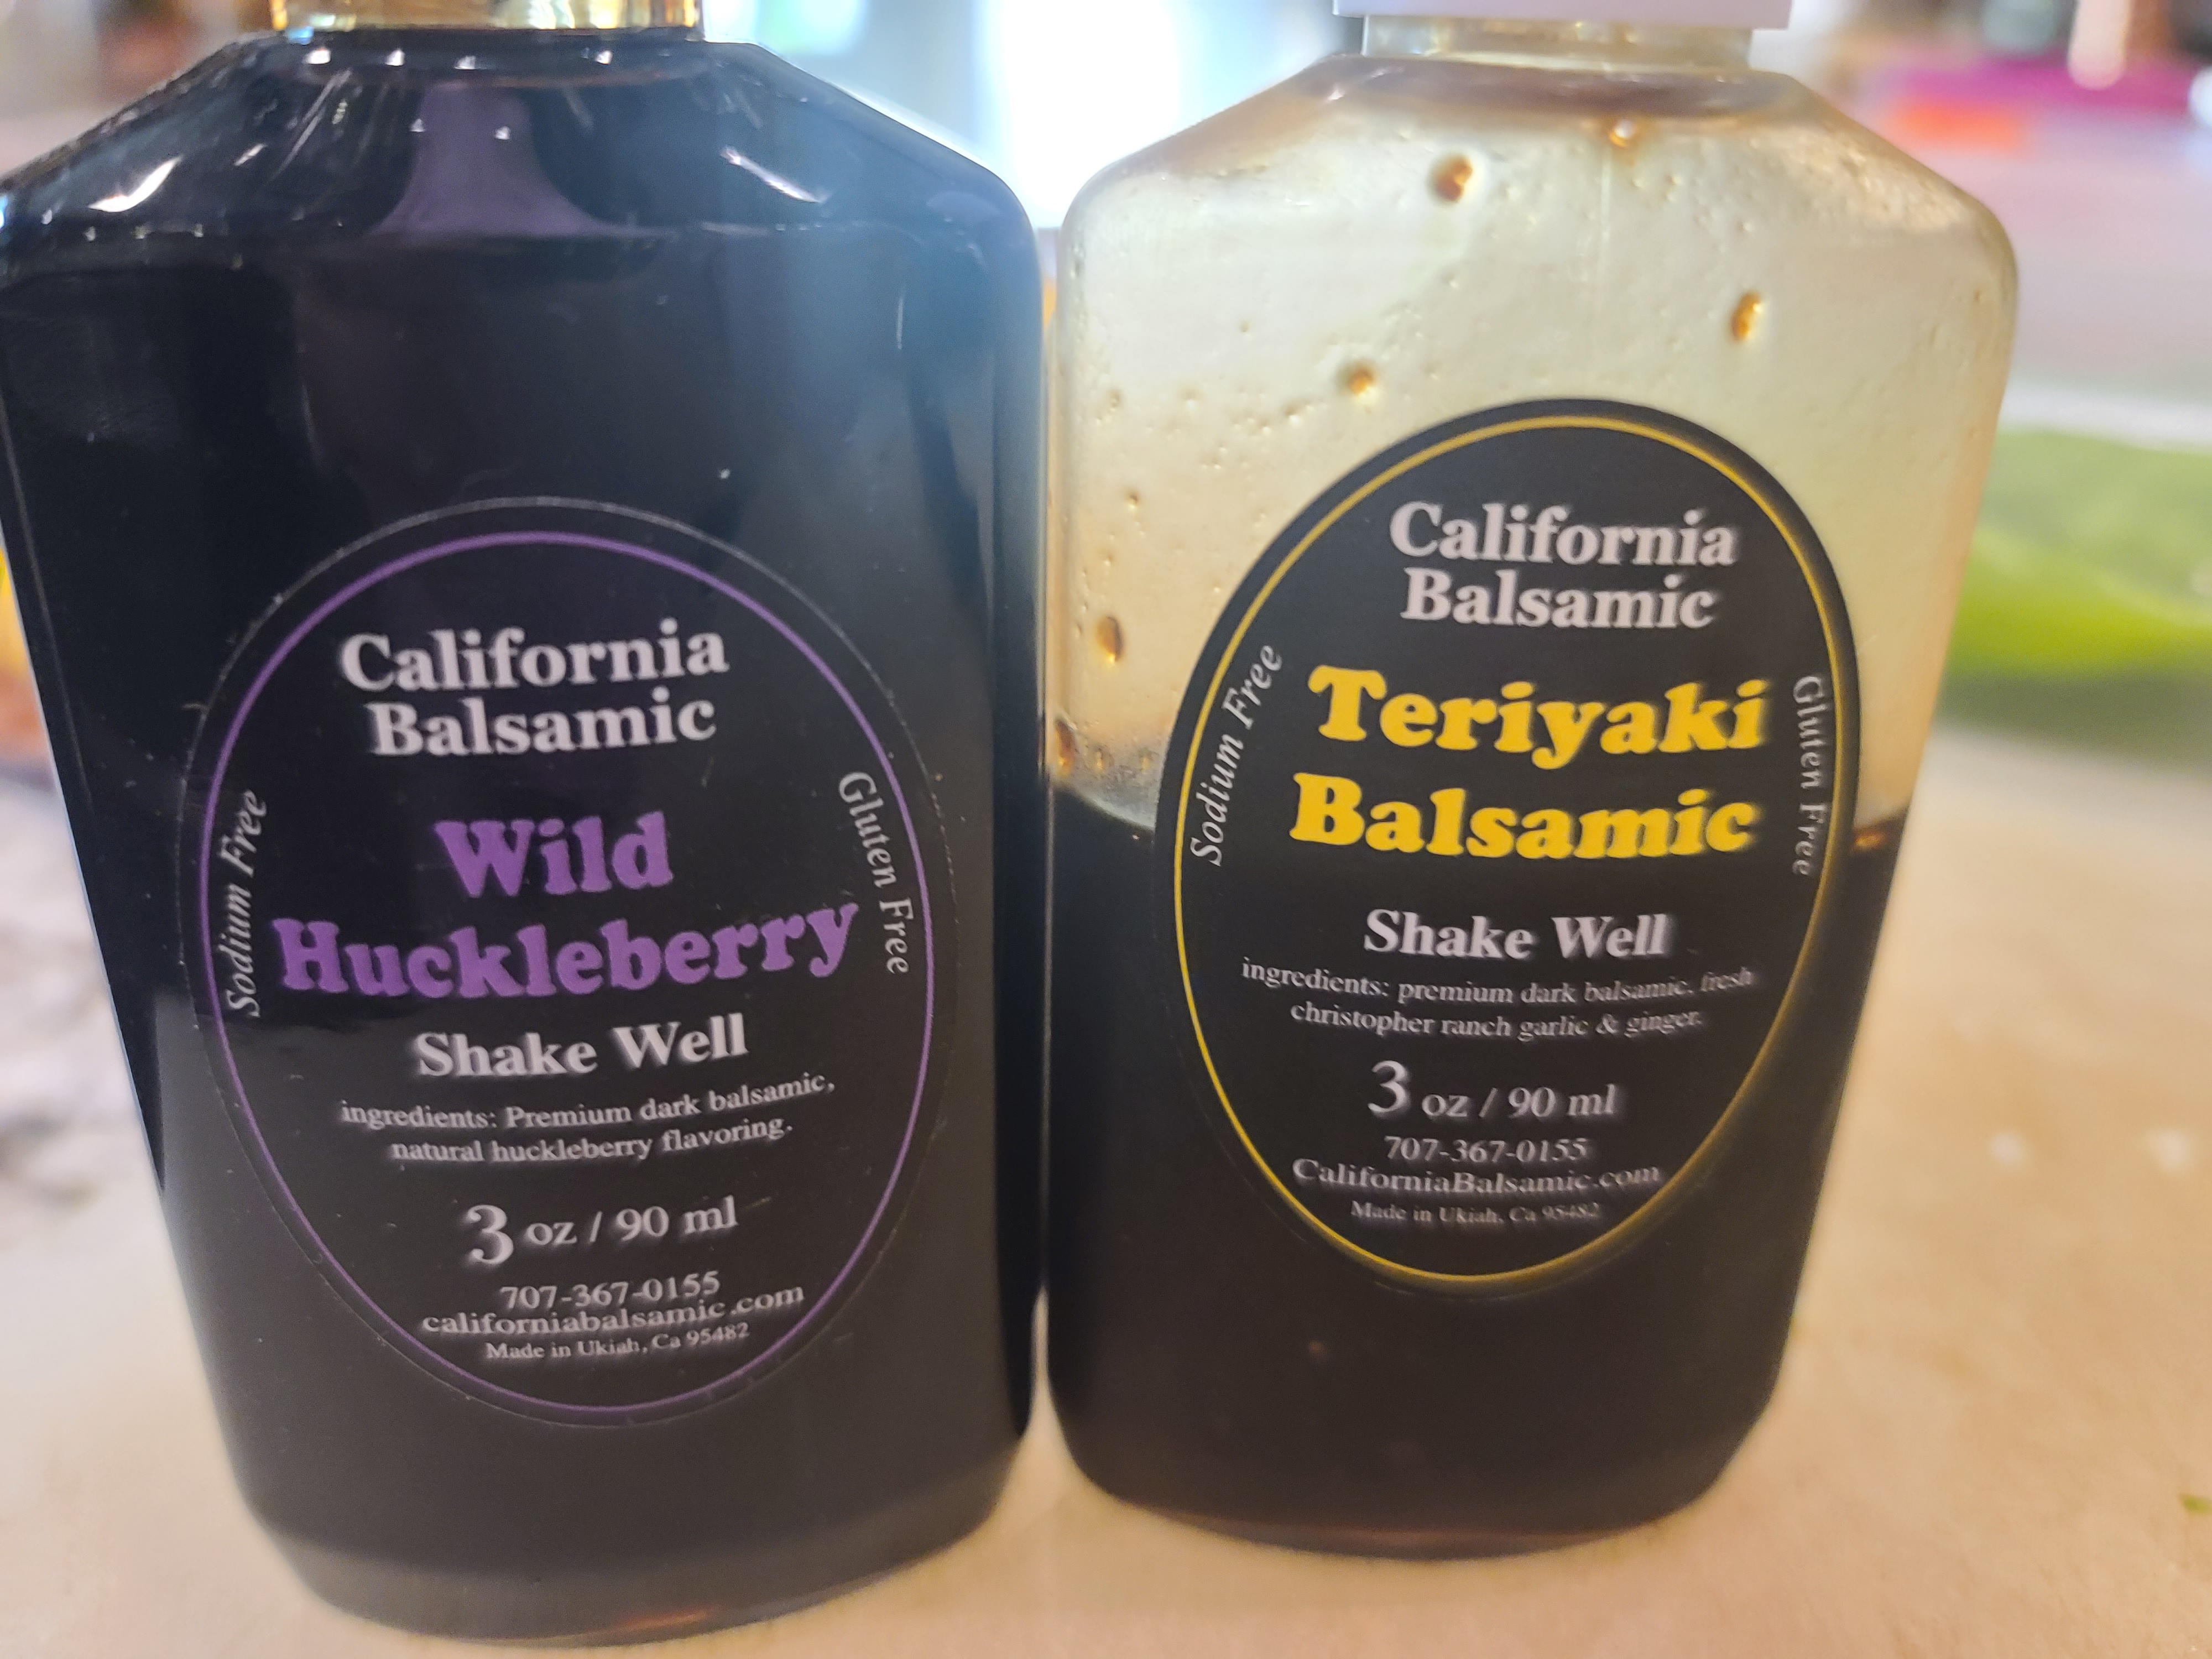 California
Balsamic
Wild
Huckleberry
Sodium Free
Gluten Free
Shake Well
ingredients: Premium dark balsamic,
natural huckleberry flavoring.
3 oz / 90 ml
707-367-0155
californiabalsamic.com
Made in Ukiah, Ca 95482
California
Balsamic
Teriyaki
Balsamic
Sodium Free
Gluten Free
Shake Well
ingredients: premium dark balsamic, fresh
christopher ranch garlic & ginger.
3 oz / 90 ml
707-367-0155
CaliforniaBalsamic.com
Made in Ukiah, Ca 95482